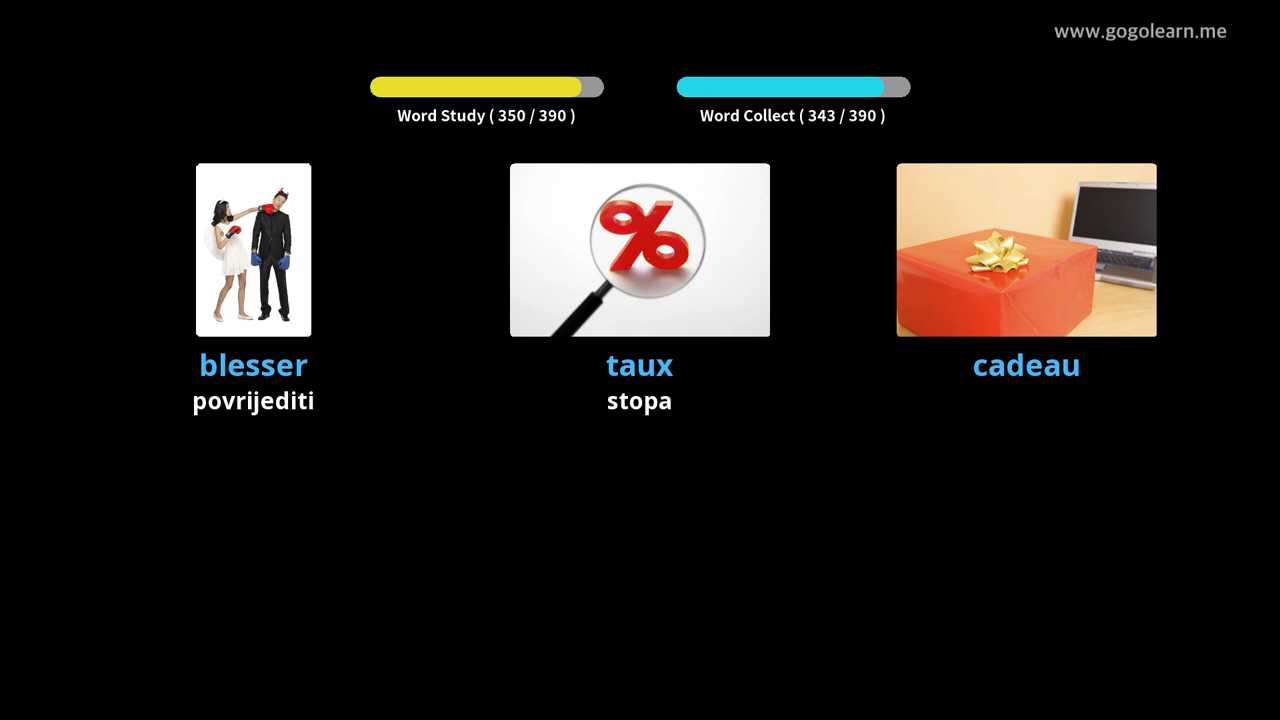 www.gogolearn.me
Word Study ( 350 / 390 )
Word Collect ( 343 / 390 )
%
blesser
taux
cadeau
povrijediti
stopa